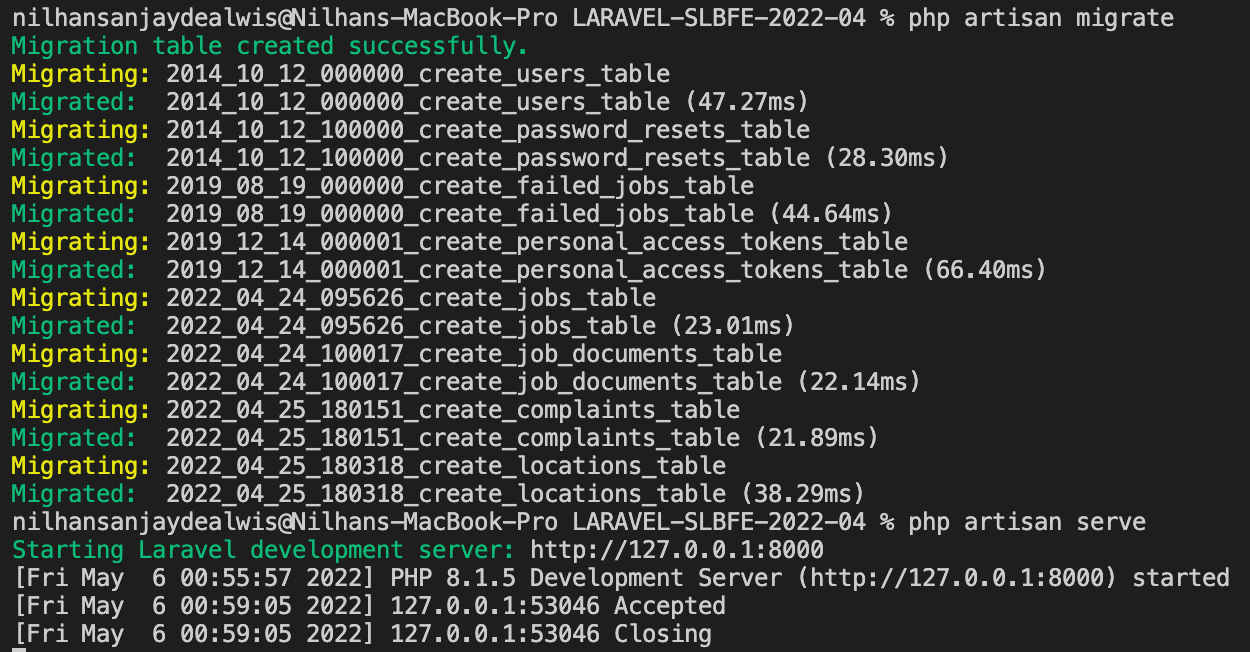 nilhansanjaydealwis@Nilhans-MacBook-Pro LARAVEL-SLBFE-2022-04 % php artisan migrate
Migration table created successfully.
Migrating: 2014_10_12_000000_create_users_table
Migrated:  2014_10_12_000000_create_users_table (47.27ms)
Migrating: 2014_10_12_100000_create_password_resets_table
Migrated:  2014_10_12_100000_create_password_resets_table (28.30ms)
Migrating: 2019_08_19_000000_create_failed_jobs_table
Migrated:  2019_08_19_000000_create_failed_jobs_table (44.64ms)
Migrating: 2019_12_14_000001_create_personal_access_tokens_table
Migrated:  2019_12_14_000001_create_personal_access_tokens_table (66.40ms)
Migrating: 2022_04_24_095626_create_jobs_table
Migrated:  2022_04_24_095626_create_jobs_table (23.01ms)
Migrating: 2022_04_24_100017_create_job_documents_table
Migrated:  2022_04_24_100017_create_job_documents_table (22.14ms)
Migrating: 2022_04_25_180151_create_complaints_table
Migrated:  2022_04_25_180151_create_complaints_table (21.89ms)
Migrating: 2022_04_25_180318_create_locations_table
Migrated:  2022_04_25_180318_create_locations_table (38.29ms)
nilhansanjaydealwis@Nilhans-MacBook-Pro LARAVEL-SLBFE-2022-04 % php artisan serve
Starting Laravel development server: http://127.0.0.1:8000
[Fri May  6 00:55:57 2022] PHP 8.1.5 Development Server (http://127.0.0.1:8000) started
[Fri May  6 00:59:05 2022] 127.0.0.1:53046 Accepted
[Fri May  6 00:59:05 2022] 127.0.0.1:53046 Closing